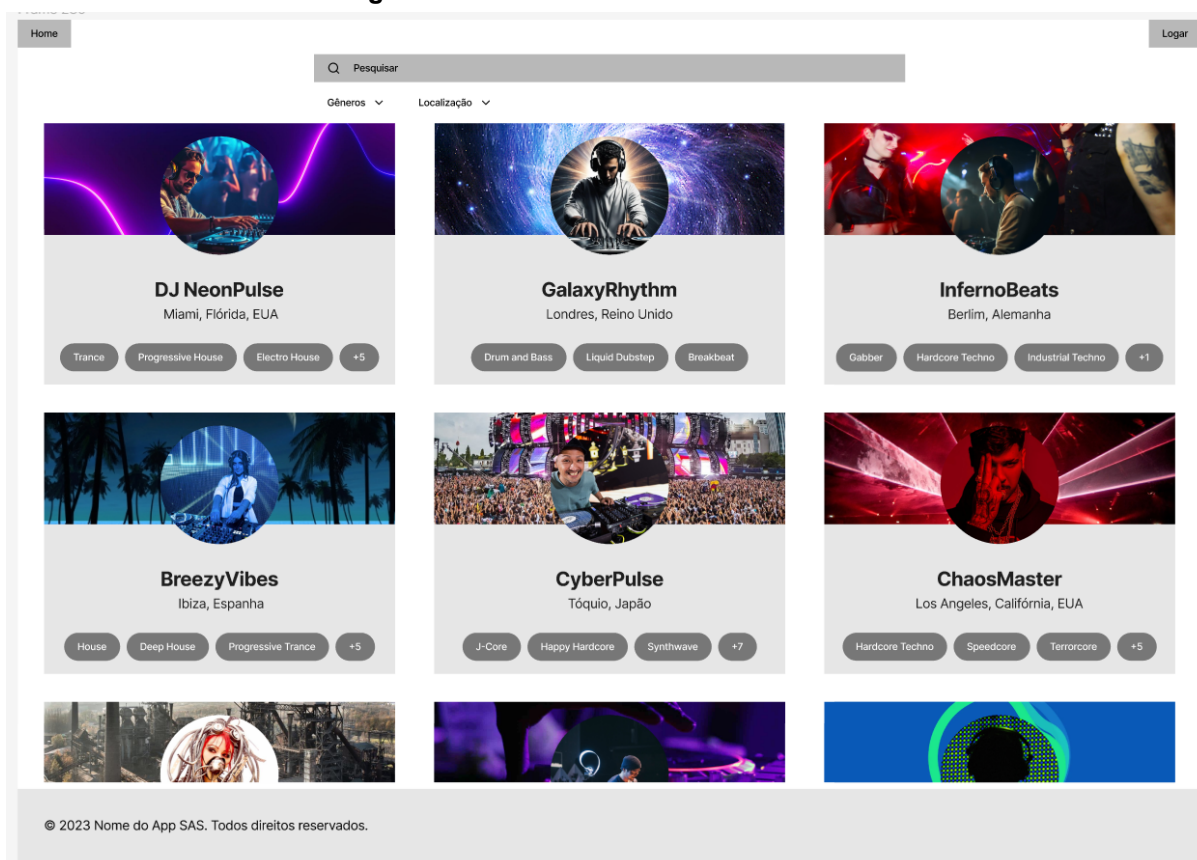 Home
Logar
Pesquisar
Gêneros
Localização
DJ NeonPulse
Miami, Flórida, EUA
Trance
Progressive House
Electro House
+5
GalaxyRhythm
Londres, Reino Unido
Drum and Bass
Liquid Dubstep
Breakbeat
InfernoBeats
Berlim, Alemanha
Gabber
Hardcore Techno
Industrial Techno
+1
BreezyVibes
Ibiza, Espanha
House
Deep House
Progressive Trance
+5
CyberPulse
Tóquio, Japão
J-Core
Happy Hardcore
Synthwave
+7
ChaosMaster
Los Angeles, Califórnia, EUA
Hardcore Techno
Speedcore
Terrorcore
+5
© 2023 Nome do App SAS. Todos direitos reservados.